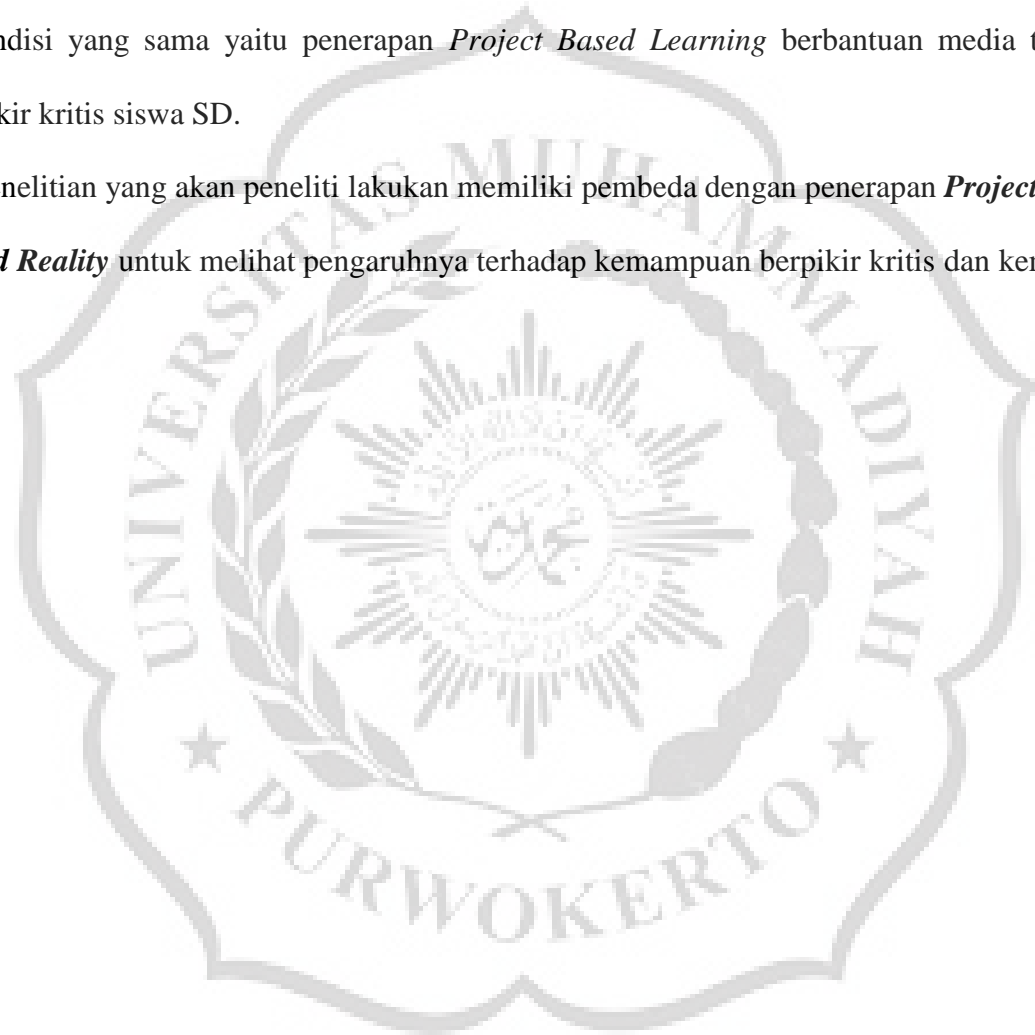 ndisi yang sama yaitu penerapan Project Based Learning berbantuan media t
kir kritis siswa SD.
nelitian yang akan peneliti lakukan memiliki pembeda dengan penerapan Project
d Reality untuk melihat pengaruhnya terhadap kemampuan berpikir kritis dan ke
UNIVERSITAS MUHAMMADIYAH
★ PURWOKERTO ★